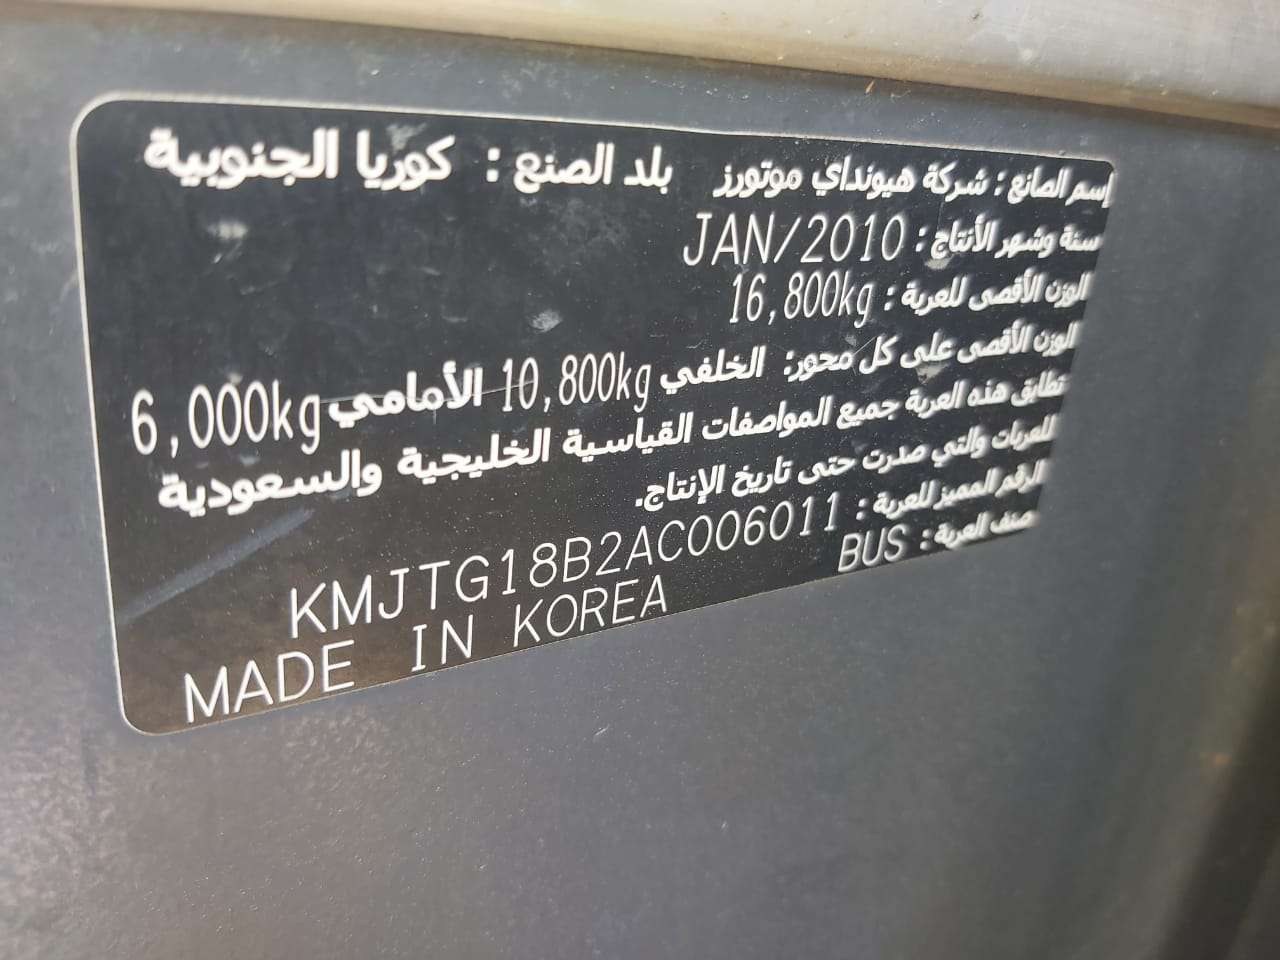 إسم الصانع : شركة هيونداي موتورز بلد الصنع : كوريا الجنوبية
سنة وشهر الأنتاج : JAN/2010
الوزن الأقصى للعربة : 16,800kg
الوزن الأقصى على كل محور: الخلفي 10,800kg الأمامي 6,000kg
تطابق هذه العربة جميع المواصفات القياسية الخليجية والسعودية
للعربات والتي صدرت حتى تاريخ الإنتاج.
الرقم المميز للعربة : KMJTG18B2AC006011
صنف العربة : BUS
MADE IN KOREA